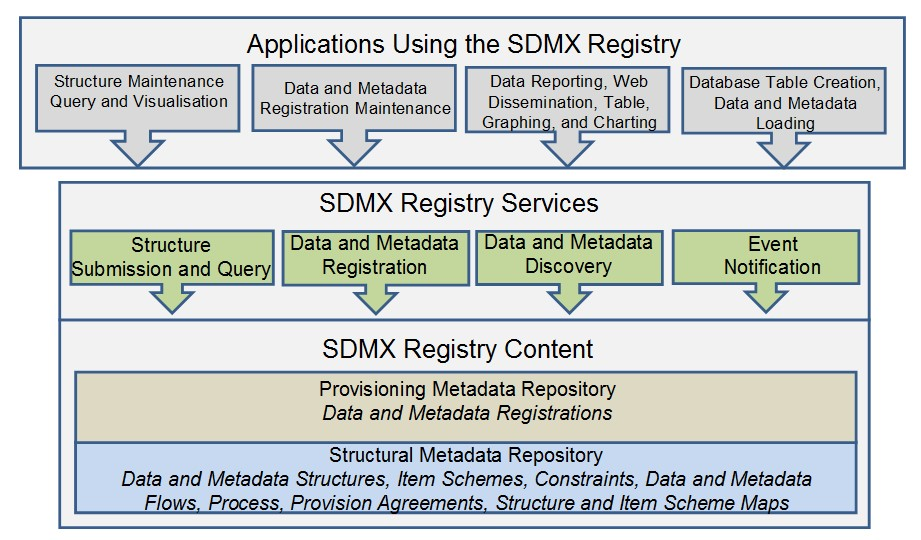 Applications Using the SDMX Registry
Structure Maintenance
Query and Visualisation
Data and Metadata
Registration Maintenance
Data Reporting, Web
Dissemination, Table,
Graphing, and Charting
Database Table Creation,
Data and Metadata
Loading
SDMX Registry Services
Structure
Submission and Query
Data and Metadata
Registration
Data and Metadata
Discovery
Event
Notification
SDMX Registry Content
Provisioning Metadata Repository
Data and Metadata Registrations
Structural Metadata Repository
Data and Metadata Structures, Item Schemes, Constraints, Data and Metadata
Flows, Process, Provision Agreements, Structure and Item Scheme Maps